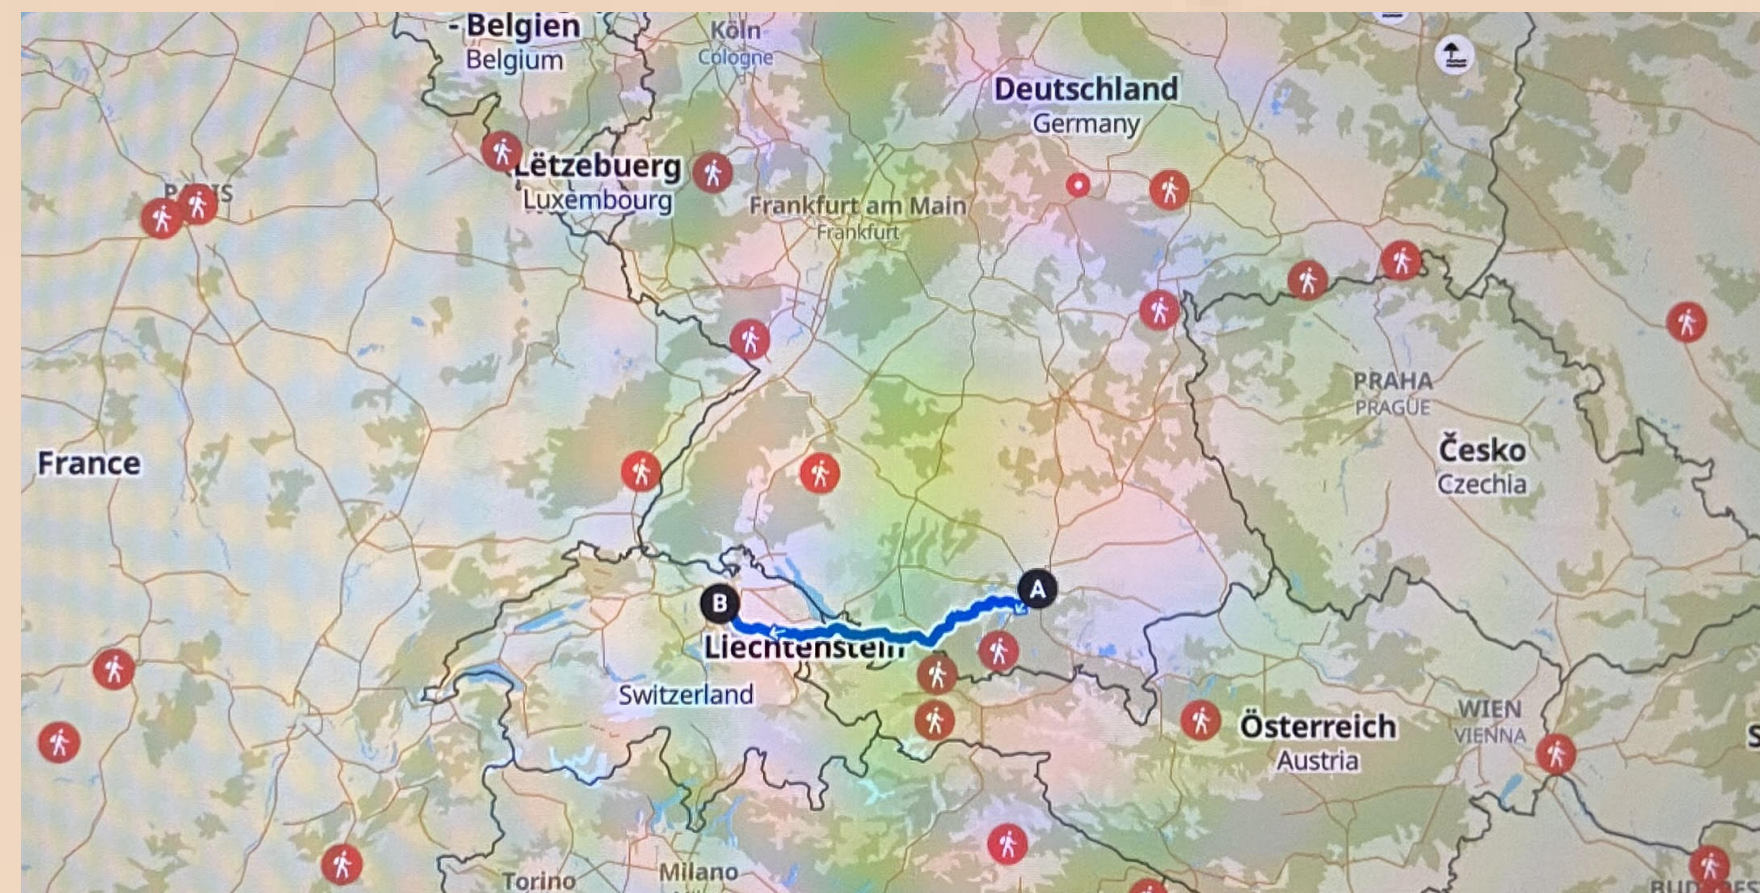 - Belgien
Belgium
Köln
Cologne
Deutschland
Germany
Lëtzebuerg
Luxembourg
Frankfurt am Main
Frankfurt
PRAHA
PRAGUE
France
Česko
Czechia
A
B
Liechtenstein
Switzerland
Österreich
Austria
WIEN
VIENNA
Torino
Milano